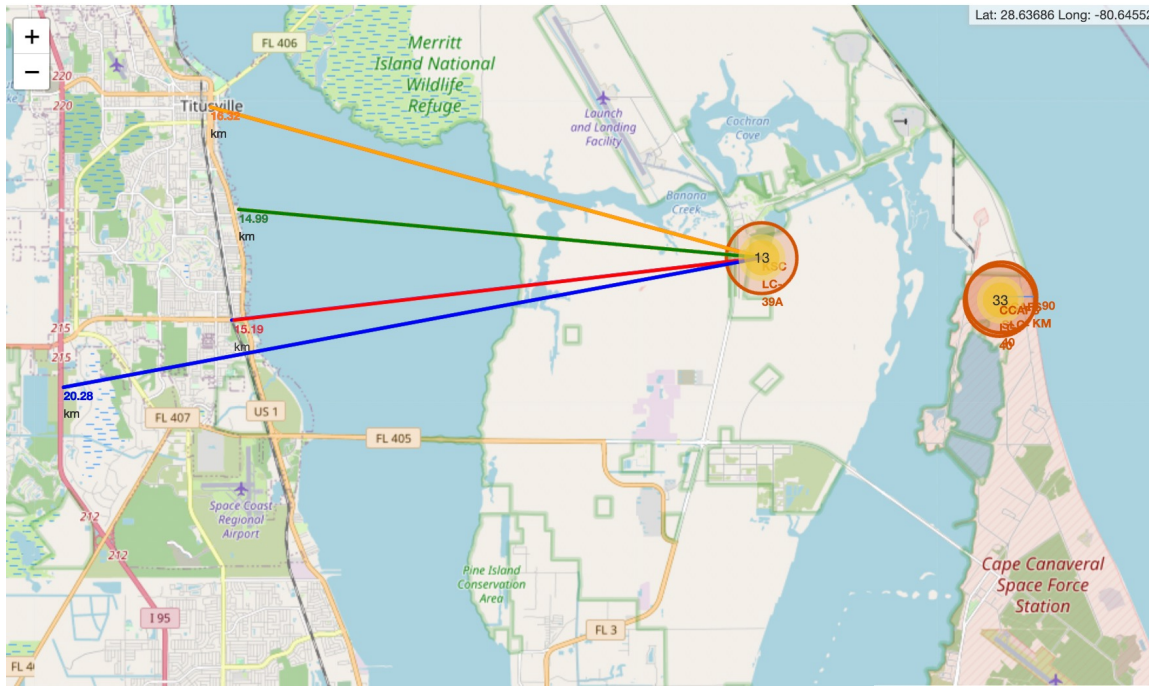 Lat: 28.63686 Long: -80.64552
+
−
220
220
FL 406
Titusville
16.32
km
Merritt
Island National
Wildlife
Refuge
Launch
and Landing
Facility
Cochran
Cove
Banana
Creek
14.99
km
13
KSC
LC-
39A
33
15.19
km
215
215
20.28
km
FL 407
US 1
FL 405
Space Coast
Regional
Airport
212
212
I 95
Pine Island
Conservation
Area
FL 3
Cape Canaveral
Space Force
Station